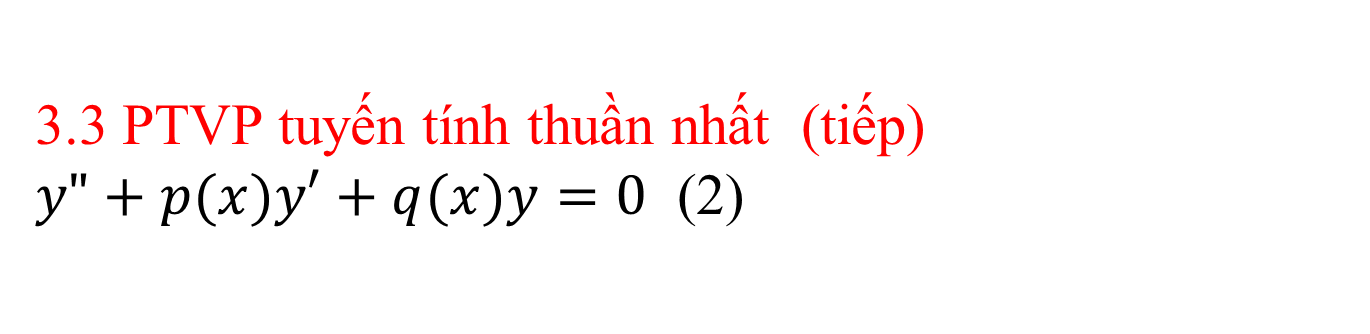 3.3 PTVP tuyến tính thuần nhất (tiếp)
y" + p(x)y′ + q(x)y = 0 (2)